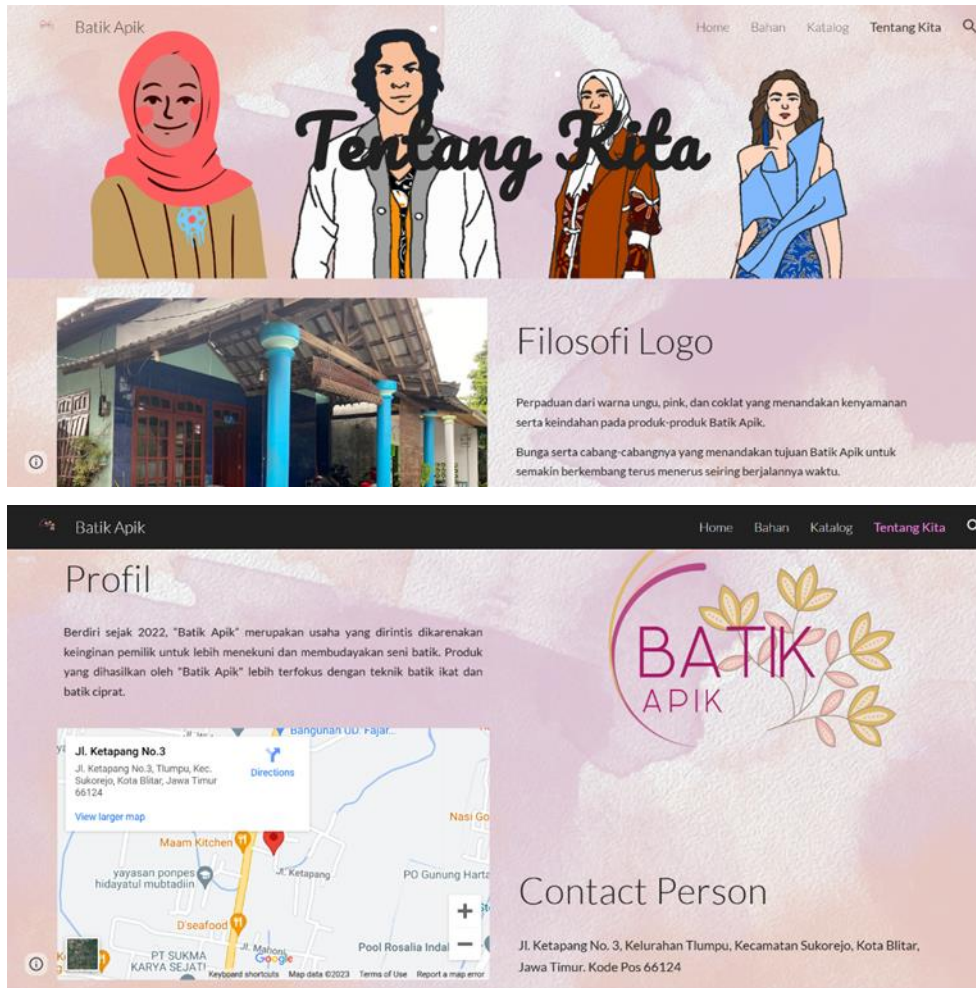 Batik Apik
Home Bahan Katalog Tentang Kita
Tentang Kita
Filosofi Logo
Perpaduan dari warna ungu, pink, dan coklat yang menandakan kenyamanan
serta keindahan pada produk-produk Batik Apik.
Bunga serta cabang-cabangnya yang menandakan tujuan Batik Apik untuk
semakin berkembang terus menerus seiring berjalannya waktu.
Batik Apik
Home Bahan Katalog Tentang Kita
Profil
Berdiri sejak 2022, "Batik Apik" merupakan usaha yang dirintis dikarenakan
keinginan pemilik untuk lebih menekuni dan membudayakan seni batik. Produk
yang dihasilkan oleh "Batik Apik" lebih terfokus dengan teknik batik ikat dan
batik ciprat.
BATIK
APIK
Bangunan UD. Fajar...
Jl. Ketapang No.3
Jl. Ketapang No.3, Tlumpu, Kec.
Sukorejo, Kota Blitar, Jawa Timur
66124
Directions
View larger map
Nasi Go
Maam Kitchen
yayasan ponpes
hidayatul mubtadiin
Jl. Ketapang
PO Gunung Harta
D'seafood
Jl. Mahoni
Pool Rosalia Indal
PT SUKMA
KARYA SEJATI
Google
Keyboard shortcuts Map data ©2023 Terms of Use Report a map error
Contact Person
Jl. Ketapang No. 3, Kelurahan Tlumpu, Kecamatan Sukorejo, Kota Blitar,
Jawa Timur. Kode Pos 66124